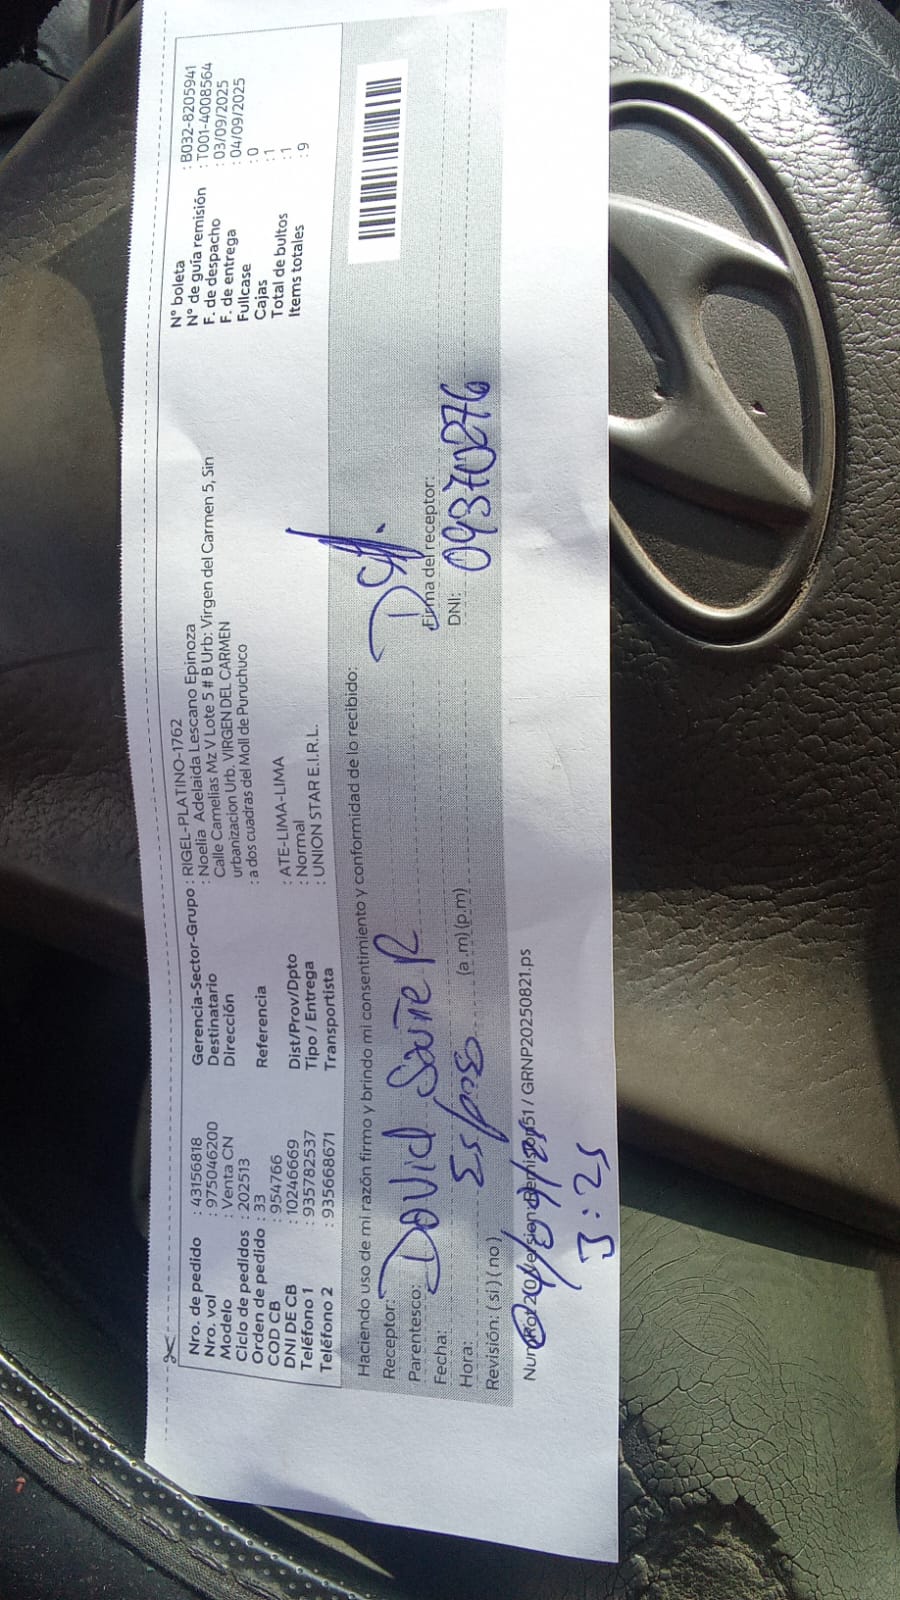 Nro. de pedido : 43156818
Nro. vol : 975046200
Modelo : Venta CN
Ciclo de pedidos : 202513
Orden de pedido : 33
COD CB : 954766
DNI DE CB : 10246669
Teléfono 1 : 935782537
Teléfono 2 : 935668671
Gerencia-Sector-Grupo : RIGEL-PLATINO-1762
Destinatario : Noelia Adelaida Lescano Epinoza
Dirección Calle Camelias Mz V Lote 5 # B Urb: Virgen del Carmen 5, Sin
urbanizacion Urb. VIRGEN DEL CARMEN
Referencia : a dos cuadras del Moll de Puruchuco
Dist/Prov/Dpto : ATE-LIMA-LIMA
Tipo / Entrega : Normal
Transportista : UNION STAR E.I.R.L.
N° boleta : B032-8205941
N° de guía remisión : T001-4008564
F. de despacho : 03/09/2025
F. de entrega : 04/09/2025
Fullcase : 0
Cajas : 1
Total de bultos : 1
Items totales : 9
Haciendo uso de mi razón firmo y brindo mi consentimiento y conformidad de lo recibido:
Receptor: David Soñe R
Parentesco: Esposo
Fecha:
Hora: (a.m) (p.m)
Revisión: ( si ) ( no )
Firma del receptor:
DNI: 09370276
04/09/25
3:25
/ GRNP20250821.ps